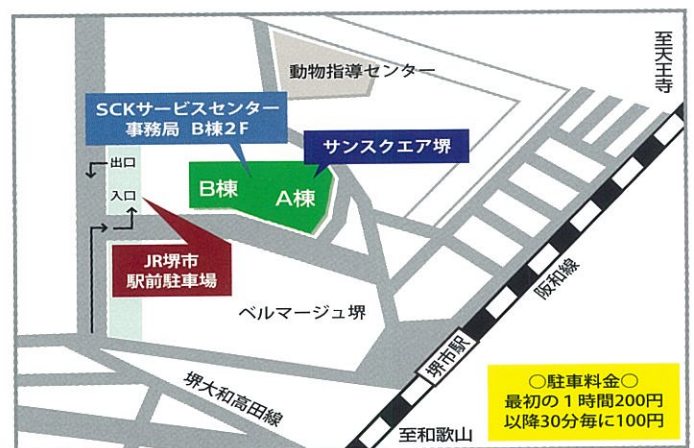 動物指導センター
至天王寺
SCKサービスセンター
事務局 B棟2F
サンスクエア堺
出口
B棟
A棟
入口
JR堺市
駅前駐車場
阪和線
ベルマージュ堺
堺市駅
堺大和高田線
○駐車料金○
最初の1時間200円
以降30分毎に100円
至和歌山